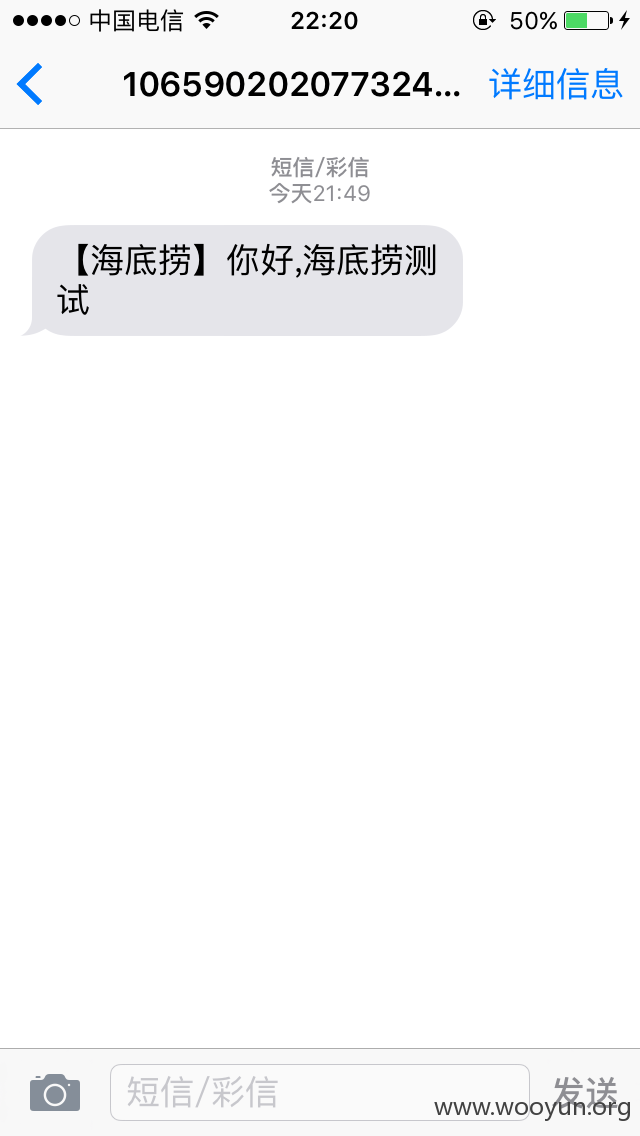 中国电信
22:20
50%
106590202077324...
详细信息
短信/彩信
今天21:49
【海底捞】你好,海底捞测
试
短信/彩信
发送
www.wooyun.org